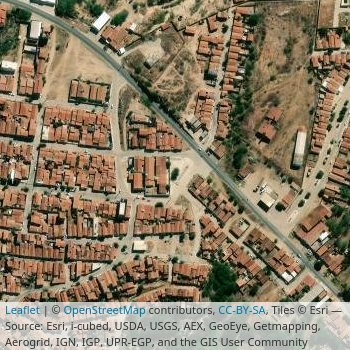 Leaflet | © OpenStreetMap contributors, CC-BY-SA, Tiles © Esri —
Source: Esri, i-cubed, USDA, USGS, AEX, GeoEye, Getmapping,
Aerogrid, IGN, IGP, UPR-EGP, and the GIS User Community